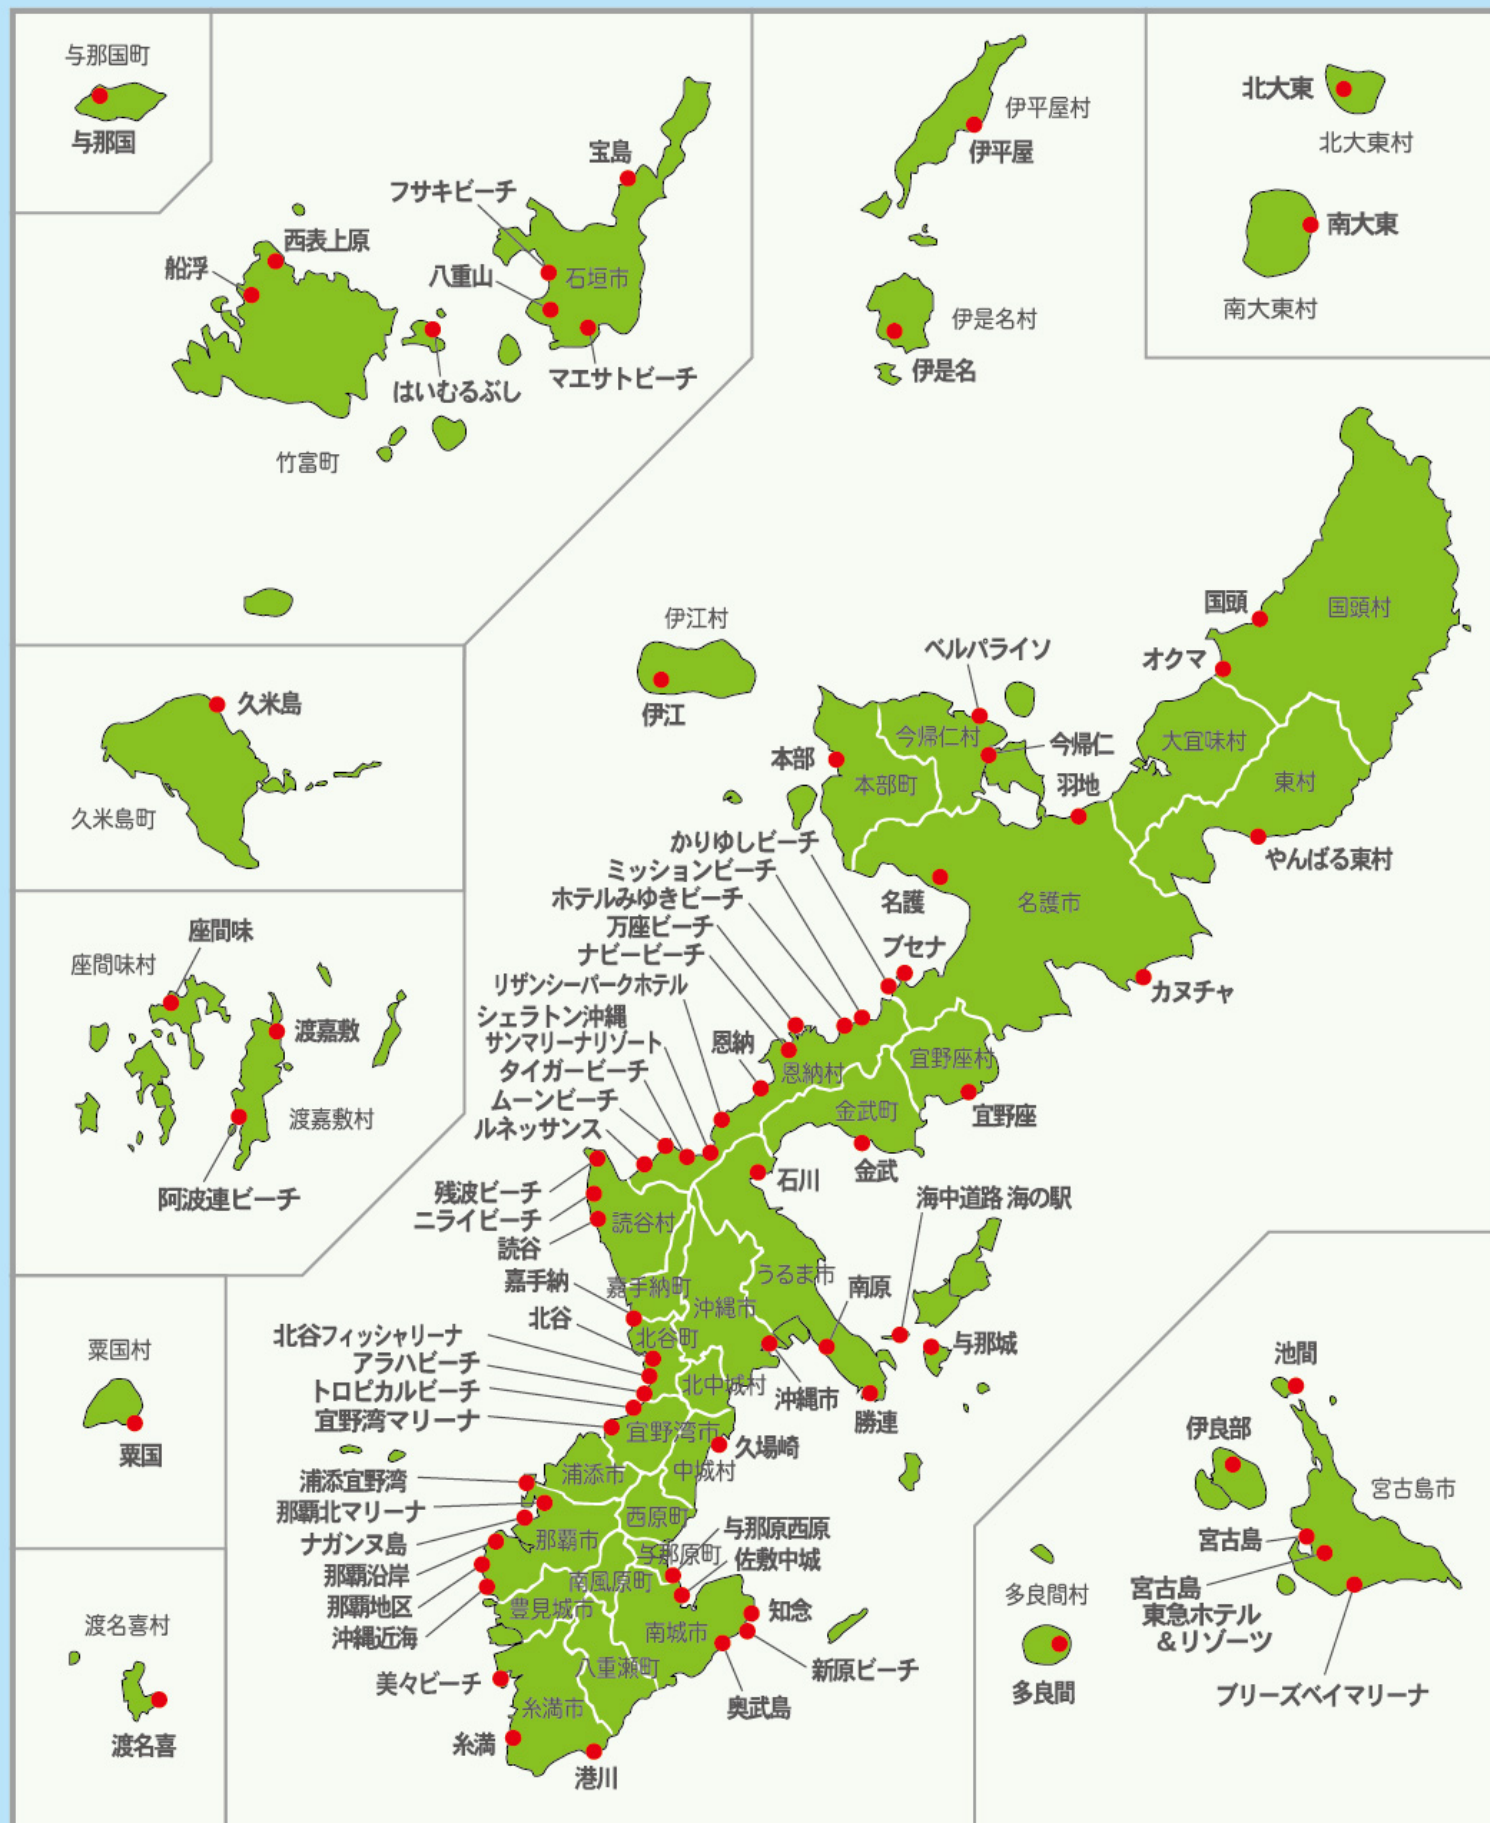 与那国町
与那国
宝島
フサキビーチ
西表上原
船浮
八重山
石垣市
はいむるぶし
マエサトビーチ
竹富町
伊平屋村
伊平屋
伊是名村
伊是名
北大東
北大東村
南大東
南大東村
久米島
久米島町
座間味
座間味村
渡嘉敷
渡嘉敷村
阿波連ビーチ
粟国村
粟国
渡名喜村
渡名喜
伊江村
伊江
国頭
国頭村
オクマ
ベルパライソ
今帰仁村
今帰仁
大宜味村
本部
本部町
羽地
東村
やんばる東村
かりゆしビーチ
ミッションビーチ
ホテルみゆきビーチ
万座ビーチ
ナビービーチ
リザンシーパークホテル
シェラトン沖縄
サンマリーナリゾート
タイガービーチ
ムーンビーチ
ルネッサンス
名護
名護市
ブセナ
カヌチャ
恩納
恩納村
宜野座村
宜野座
金武町
金武
石川
残波ビーチ
ニライビーチ
読谷
読谷村
嘉手納
嘉手納町
北谷
北谷町
北谷フィッシャリーナ
アラハビーチ
トロピカルビーチ
宜野湾マリーナ
うるま市
沖縄市
南原
海中道路 海の駅
与那城
沖縄市
勝連
北中城村
宜野湾市
久場崎
中城村
浦添市
浦添宜野湾
那覇北マリーナ
ナガンヌ島
那覇沿岸
那覇地区
沖縄近海
那覇市
西原町
与那原西原
与那原町
佐敷中城
南風原町
豊見城市
南城市
知念
新原ビーチ
奥武島
八重瀬町
美々ビーチ
糸満市
糸満
港川
池間
伊良部
宮古島市
宮古島
宮古島
東急ホテル
&リゾーツ
ブリーズベイマリーナ
多良間村
多良間